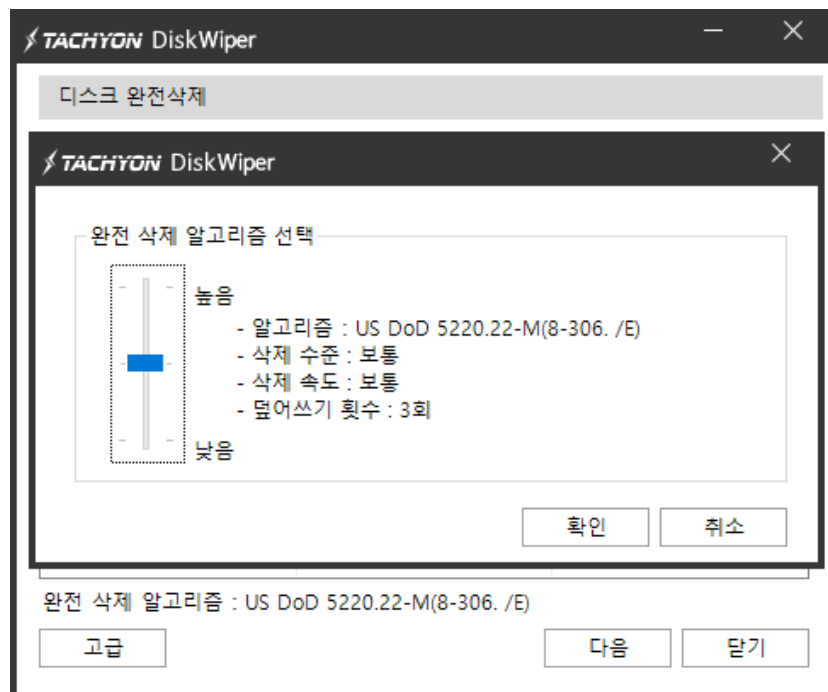 TACHYON DiskWiper
디스크 완전삭제
TACHYON DiskWiper
완전 삭제 알고리즘 선택
높음
- 알고리즘 : US DoD 5220.22-M(8-306. /E)
- 삭제 수준 : 보통
- 삭제 속도 : 보통
- 덮어쓰기 횟수 : 3회
낮음
확인 취소
완전 삭제 알고리즘 : US DoD 5220.22-M(8-306. /E)
고급 다음 닫기